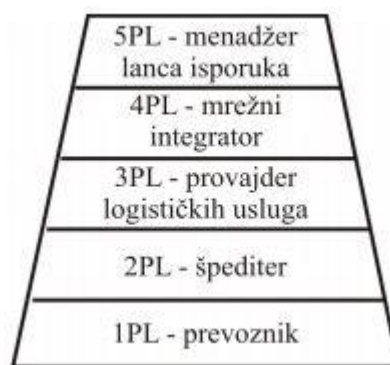 5PL - menadžer
lanca isporuka
4PL - mrežni
integrator
3PL - provajder
logističkih usluga
2PL - špediter
1PL - prevoznik